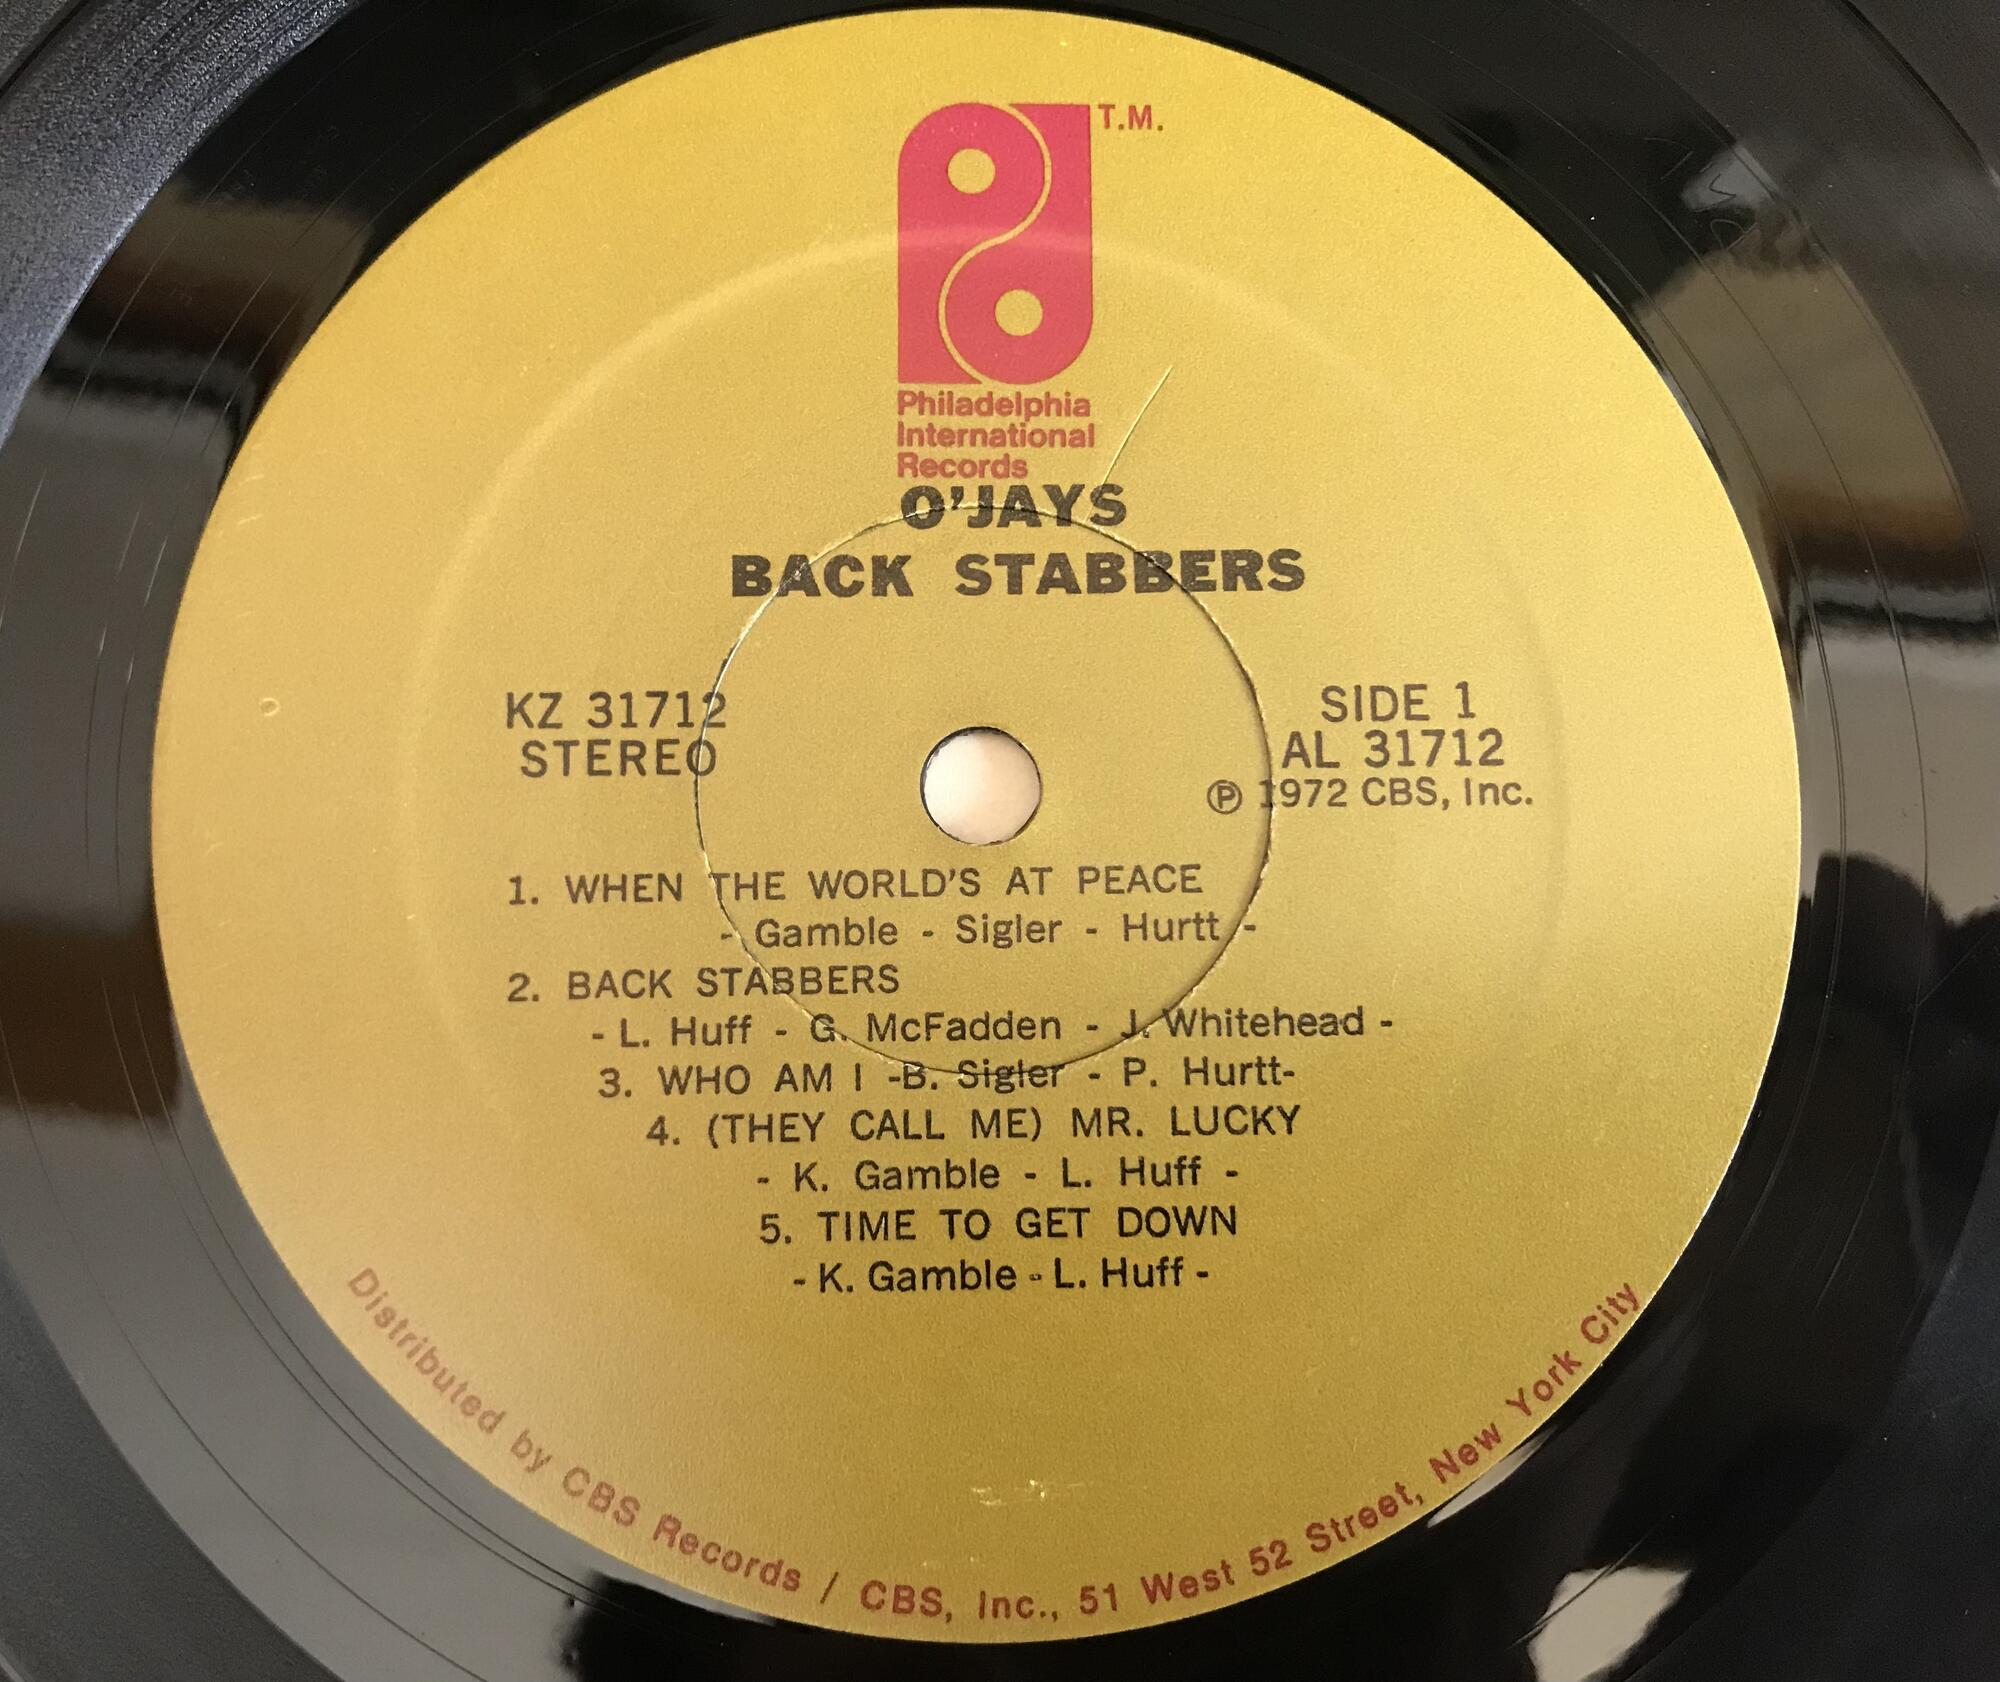 T.M.
Philadelphia
International
Records
O'JAYS
BACK STABBERS
KZ 31712
STEREO
SIDE 1
AL 31712
Ⓟ 1972 CBS, Inc.
1. WHEN THE WORLD'S AT PEACE
- Gamble - Sigler - Hurtt -
2. BACK STABBERS
- L. Huff - G. McFadden - J. Whitehead -
3. WHO AM I -B. Sigler - P. Hurtt-
4. (THEY CALL ME) MR. LUCKY
- K. Gamble - L. Huff -
5. TIME TO GET DOWN
- K. Gamble - L. Huff -
Distributed by CBS Records / CBS, Inc., 51 West 52 Street, New York City